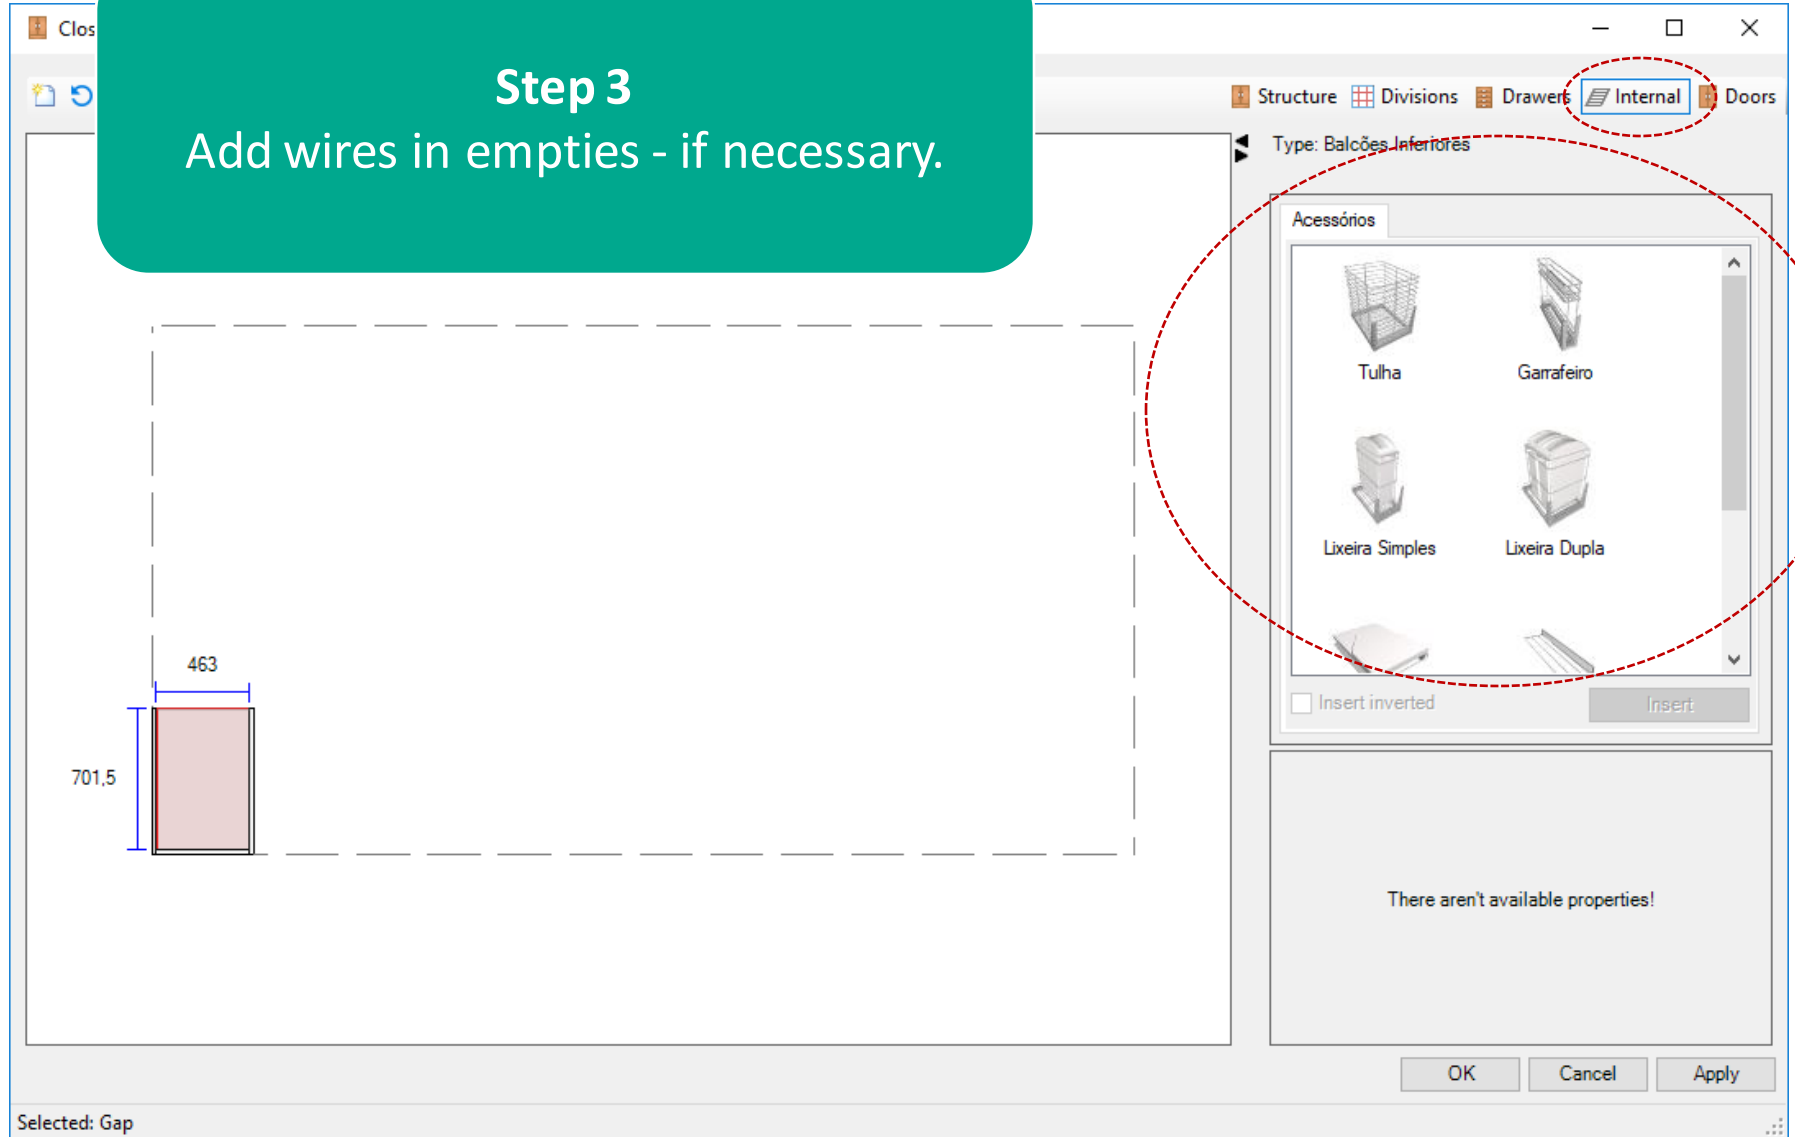 Clos
Step 3
Add wires in empties - if necessary.
Structure Divisions Drawers Internal Doors
Type: Balcões Inferiores
Acessórios
Tulha Garrafeiro
Lixeira Simples Lixeira Dupla
Insert inverted Insert
463
701,5
There aren't available properties!
OK Cancel Apply
Selected: Gap